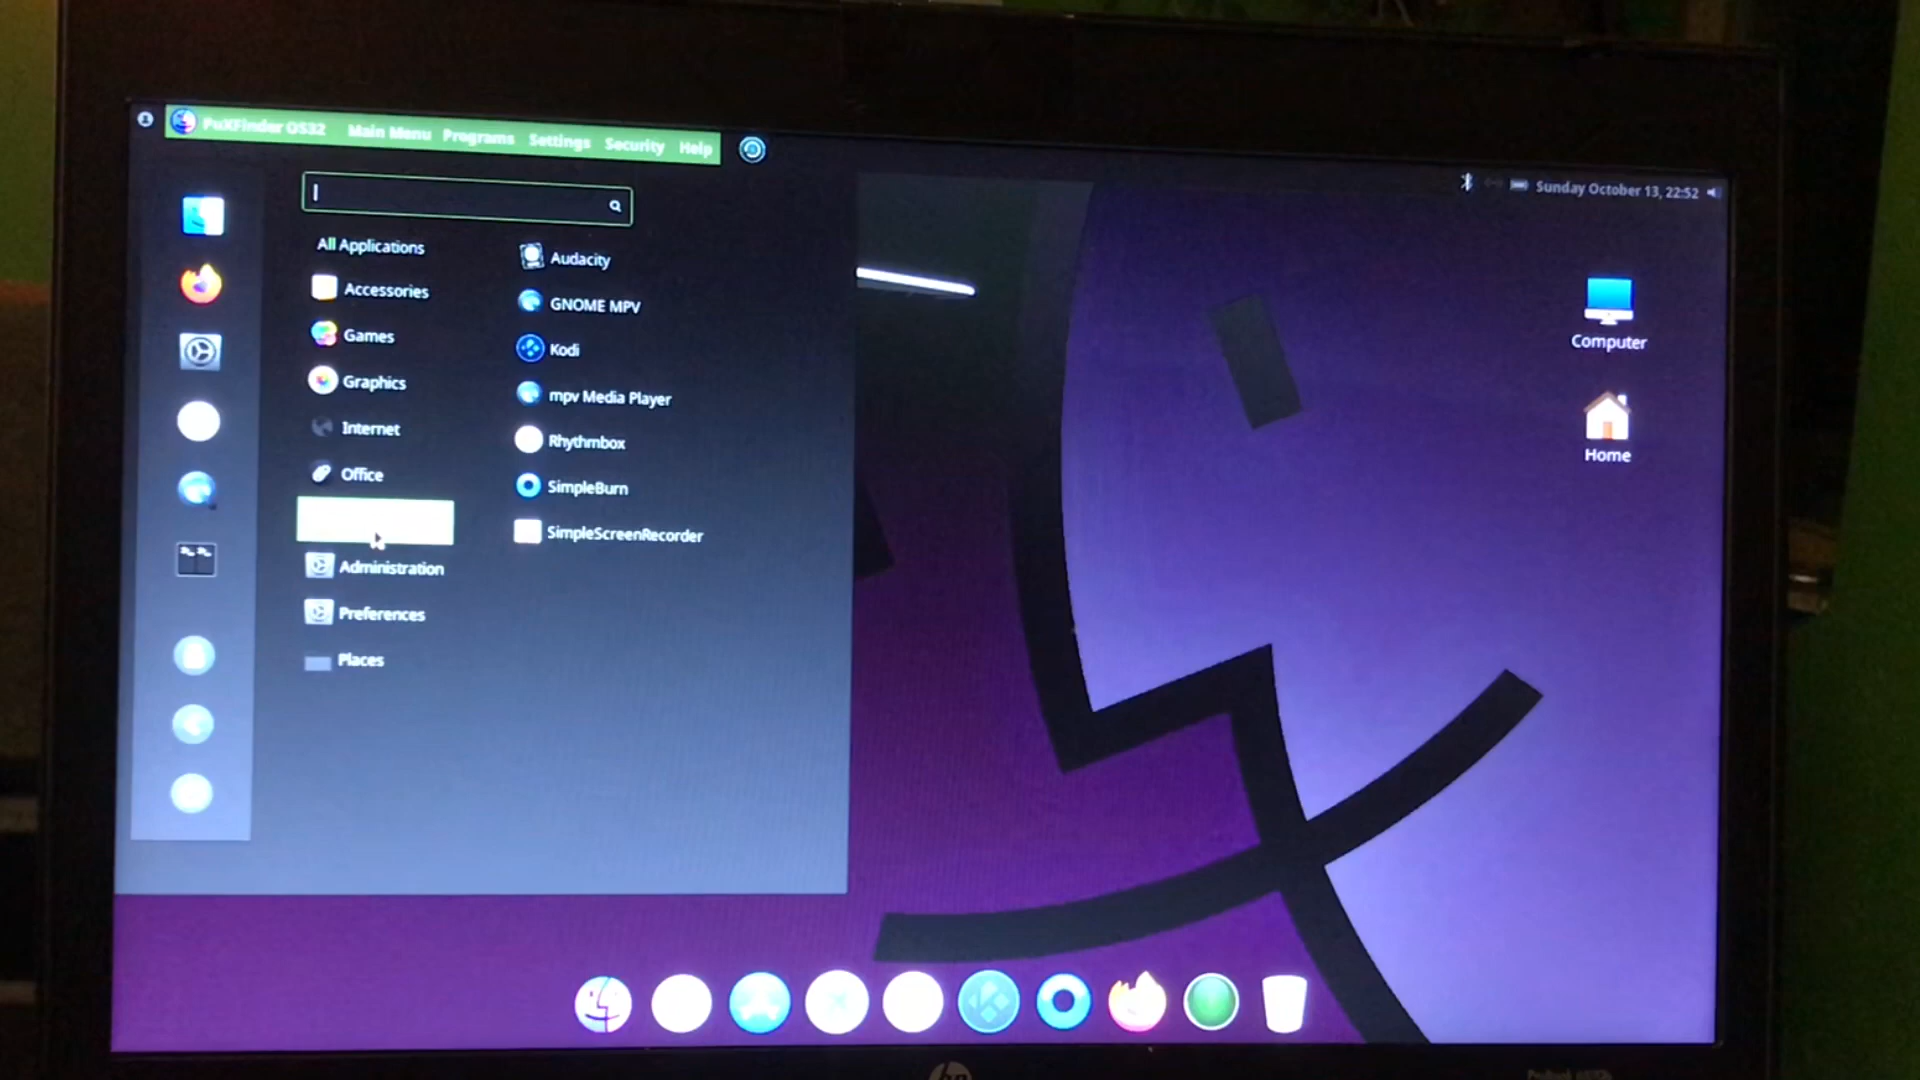 PuXFinder OS32 Main Menu Programs Settings Security Help
Sunday October 13, 22:52
All Applications
Accessories
Games
Graphics
Internet
Office
Administration
Preferences
Places
Audacity
GNOME MPV
Kodi
mpv Media Player
Rhythmbox
SimpleBurn
SimpleScreenRecorder
Computer
Home
hp